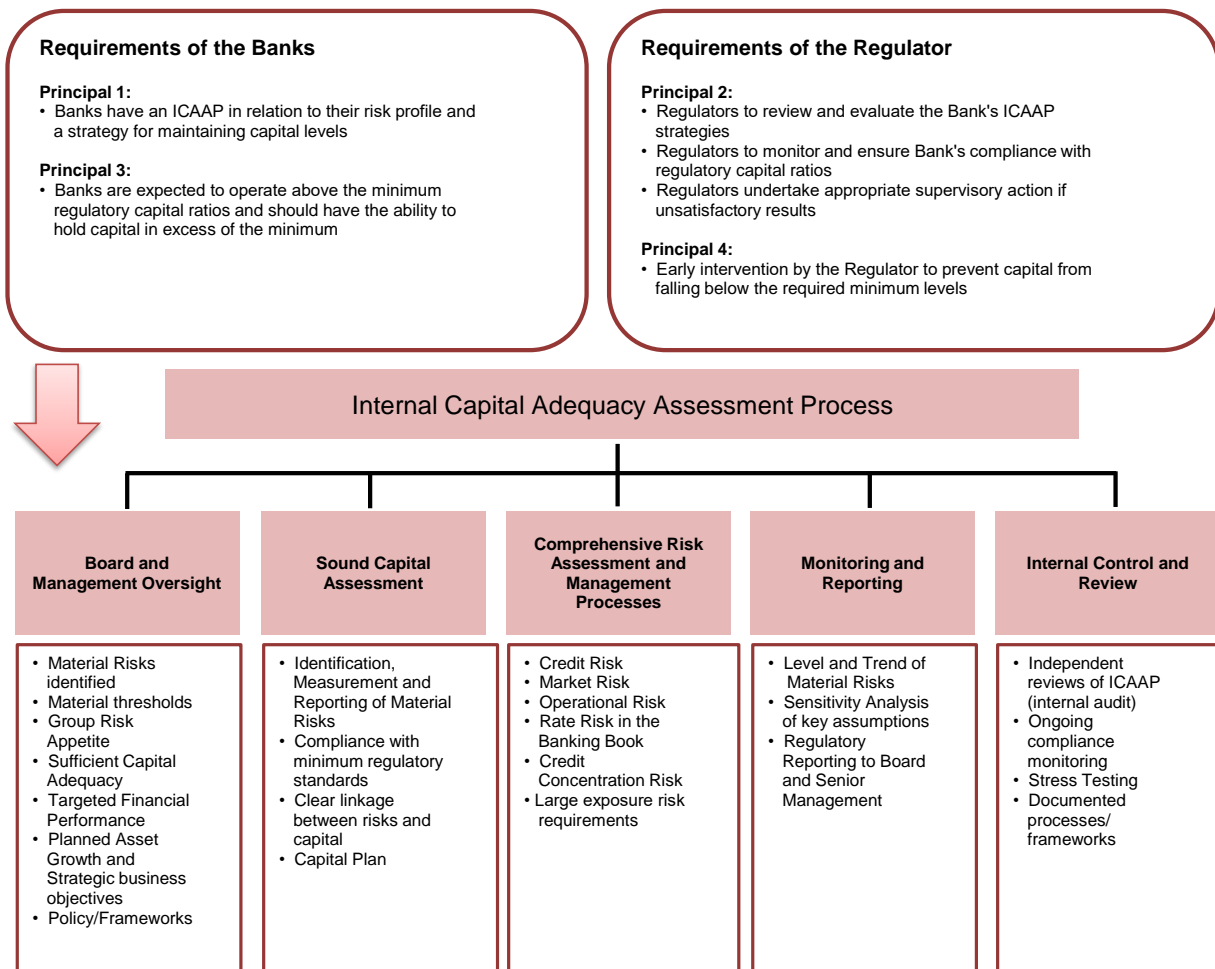 Requirements of the Banks
Principal 1:
• Banks have an ICAAP in relation to their risk profile and
a strategy for maintaining capital levels
Principal 3:
• Banks are expected to operate above the minimum
regulatory capital ratios and should have the ability to
hold capital in excess of the minimum
Requirements of the Regulator
Principal 2:
• Regulators to review and evaluate the Bank's ICAAP
strategies
• Regulators to monitor and ensure Bank's compliance with
regulatory capital ratios
• Regulators undertake appropriate supervisory action if
unsatisfactory results
Principal 4:
• Early intervention by the Regulator to prevent capital from
falling below the required minimum levels
Internal Capital Adequacy Assessment Process
Board and
Management Oversight
• Material Risks
identified
• Material thresholds
• Group Risk
Appetite
• Sufficient Capital
Adequacy
• Targeted Financial
Performance
• Planned Asset
Growth and
Strategic business
objectives
• Policy/Frameworks
Sound Capital
Assessment
• Identification,
Measurement and
Reporting of Material
Risks
• Compliance with
minimum regulatory
standards
• Clear linkage
between risks and
capital
• Capital Plan
Comprehensive Risk
Assessment and
Management
Processes
• Credit Risk
• Market Risk
• Operational Risk
• Rate Risk in the
Banking Book
• Credit
Concentration Risk
• Large exposure risk
requirements
Monitoring and
Reporting
• Level and Trend of
Material Risks
• Sensitivity Analysis
of key assumptions
• Regulatory
Reporting to Board
and Senior
Management
Internal Control and
Review
• Independent
reviews of ICAAP
(internal audit)
• Ongoing
compliance
monitoring
• Stress Testing
• Documented
processes/
frameworks